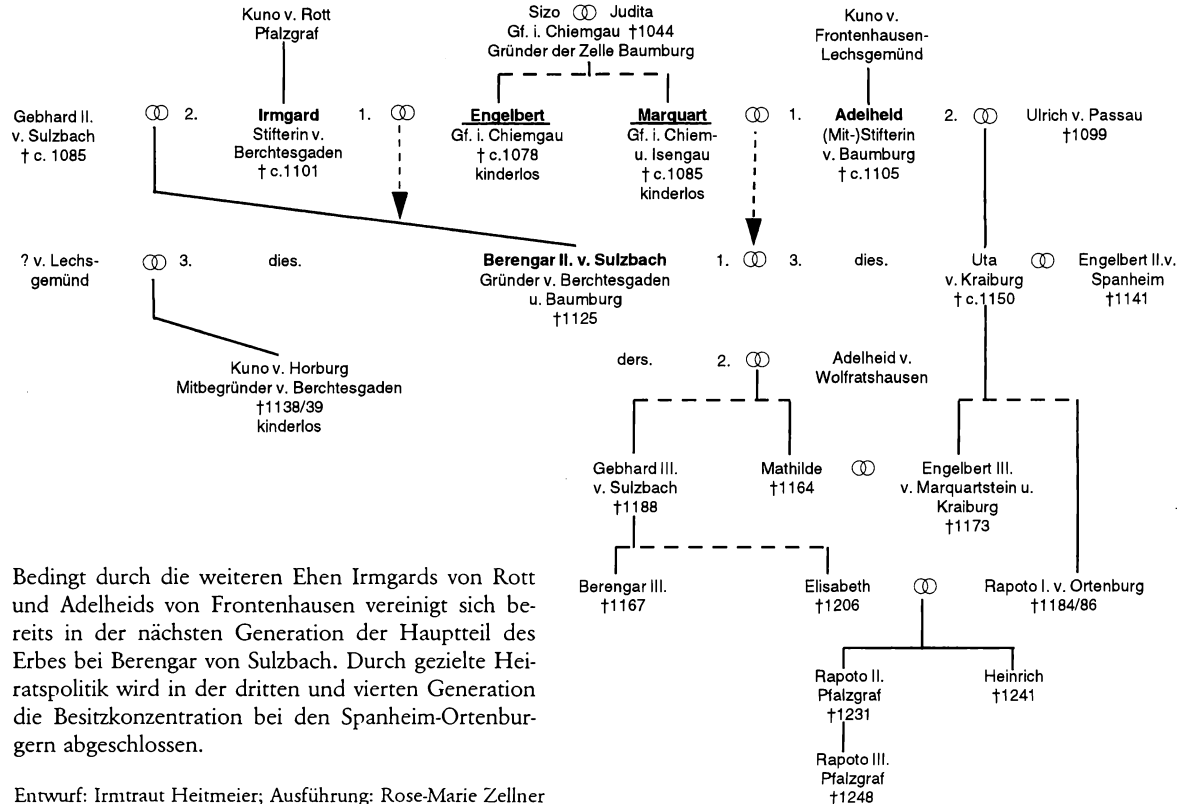 Kuno v. Rott
Pfalzgraf
Sizo Judita
Gf. i. Chiemgau †1044
Gründer der Zelle Baumburg
Kuno v.
Frontenhausen-
Lechsgemünd
Gebhard II.
v. Sulzbach
† c. 1085
2.
Irmgard
Stifterin v.
Berchtesgaden
† c.1101
1.
Engelbert
Gf. i. Chiemgau
† c.1078
kinderlos
Marquart
Gf. i. Chiem-
u. Isengau
† c.1085
kinderlos
1.
Adelheid
(Mit-)Stifterin
v. Baumburg
† c.1105
2.
Ulrich v. Passau
†1099
? v. Lechs-
gemünd
3.
dies.
Berengar II. v. Sulzbach
Gründer v. Berchtesgaden
u. Baumburg
†1125
1.
3.
dies.
Uta
v. Kraiburg
† c.1150
Engelbert II.v.
Spanheim
†1141
Kuno v. Horburg
Mitbegründer v. Berchtesgaden
†1138/39
kinderlos
ders.
2.
Adelheid v.
Wolfratshausen
Gebhard III.
v. Sulzbach
†1188
Mathilde
†1164
Engelbert III.
v. Marquartstein u.
Kraiburg
†1173
Berengar III.
†1167
Elisabeth
†1206
Rapoto I. v. Ortenburg
†1184/86
Rapoto II.
Pfalzgraf
†1231
Heinrich
†1241
Rapoto III.
Pfalzgraf
†1248
Bedingt durch die weiteren Ehen Irmgards von Rott
und Adelheids von Frontenhausen vereinigt sich be-
reits in der nächsten Generation der Hauptteil des
Erbes bei Berengar von Sulzbach. Durch gezielte Hei-
ratspolitik wird in der dritten und vierten Generation
die Besitzkonzentration bei den Spanheim-Ortenbur-
gern abgeschlossen.
Entwurf: Irmtraut Heitmeier; Ausführung: Rose-Marie Zellner